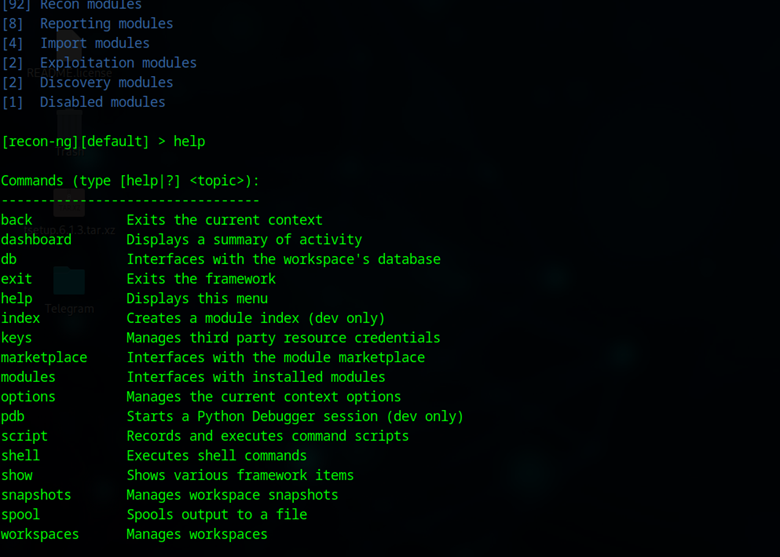 [92] Recon modules
[8]  Reporting modules
[4]  Import modules
[2]  Exploitation modules
[2]  Discovery modules
[1]  Disabled modules

[recon-ng][default] > help

Commands (type [help|?] <topic>):
---------------------------------
back            Exits the current context
dashboard       Displays a summary of activity
db              Interfaces with the workspace's database
exit            Exits the framework
help            Displays this menu
index           Creates a module index (dev only)
keys            Manages third party resource credentials
marketplace     Interfaces with the module marketplace
modules         Interfaces with installed modules
options         Manages the current context options
pdb             Starts a Python Debugger session (dev only)
script          Records and executes command scripts
shell           Executes shell commands
show            Shows various framework items
snapshots       Manages workspace snapshots
spool           Spools output to a file
workspaces      Manages workspaces
Telegram